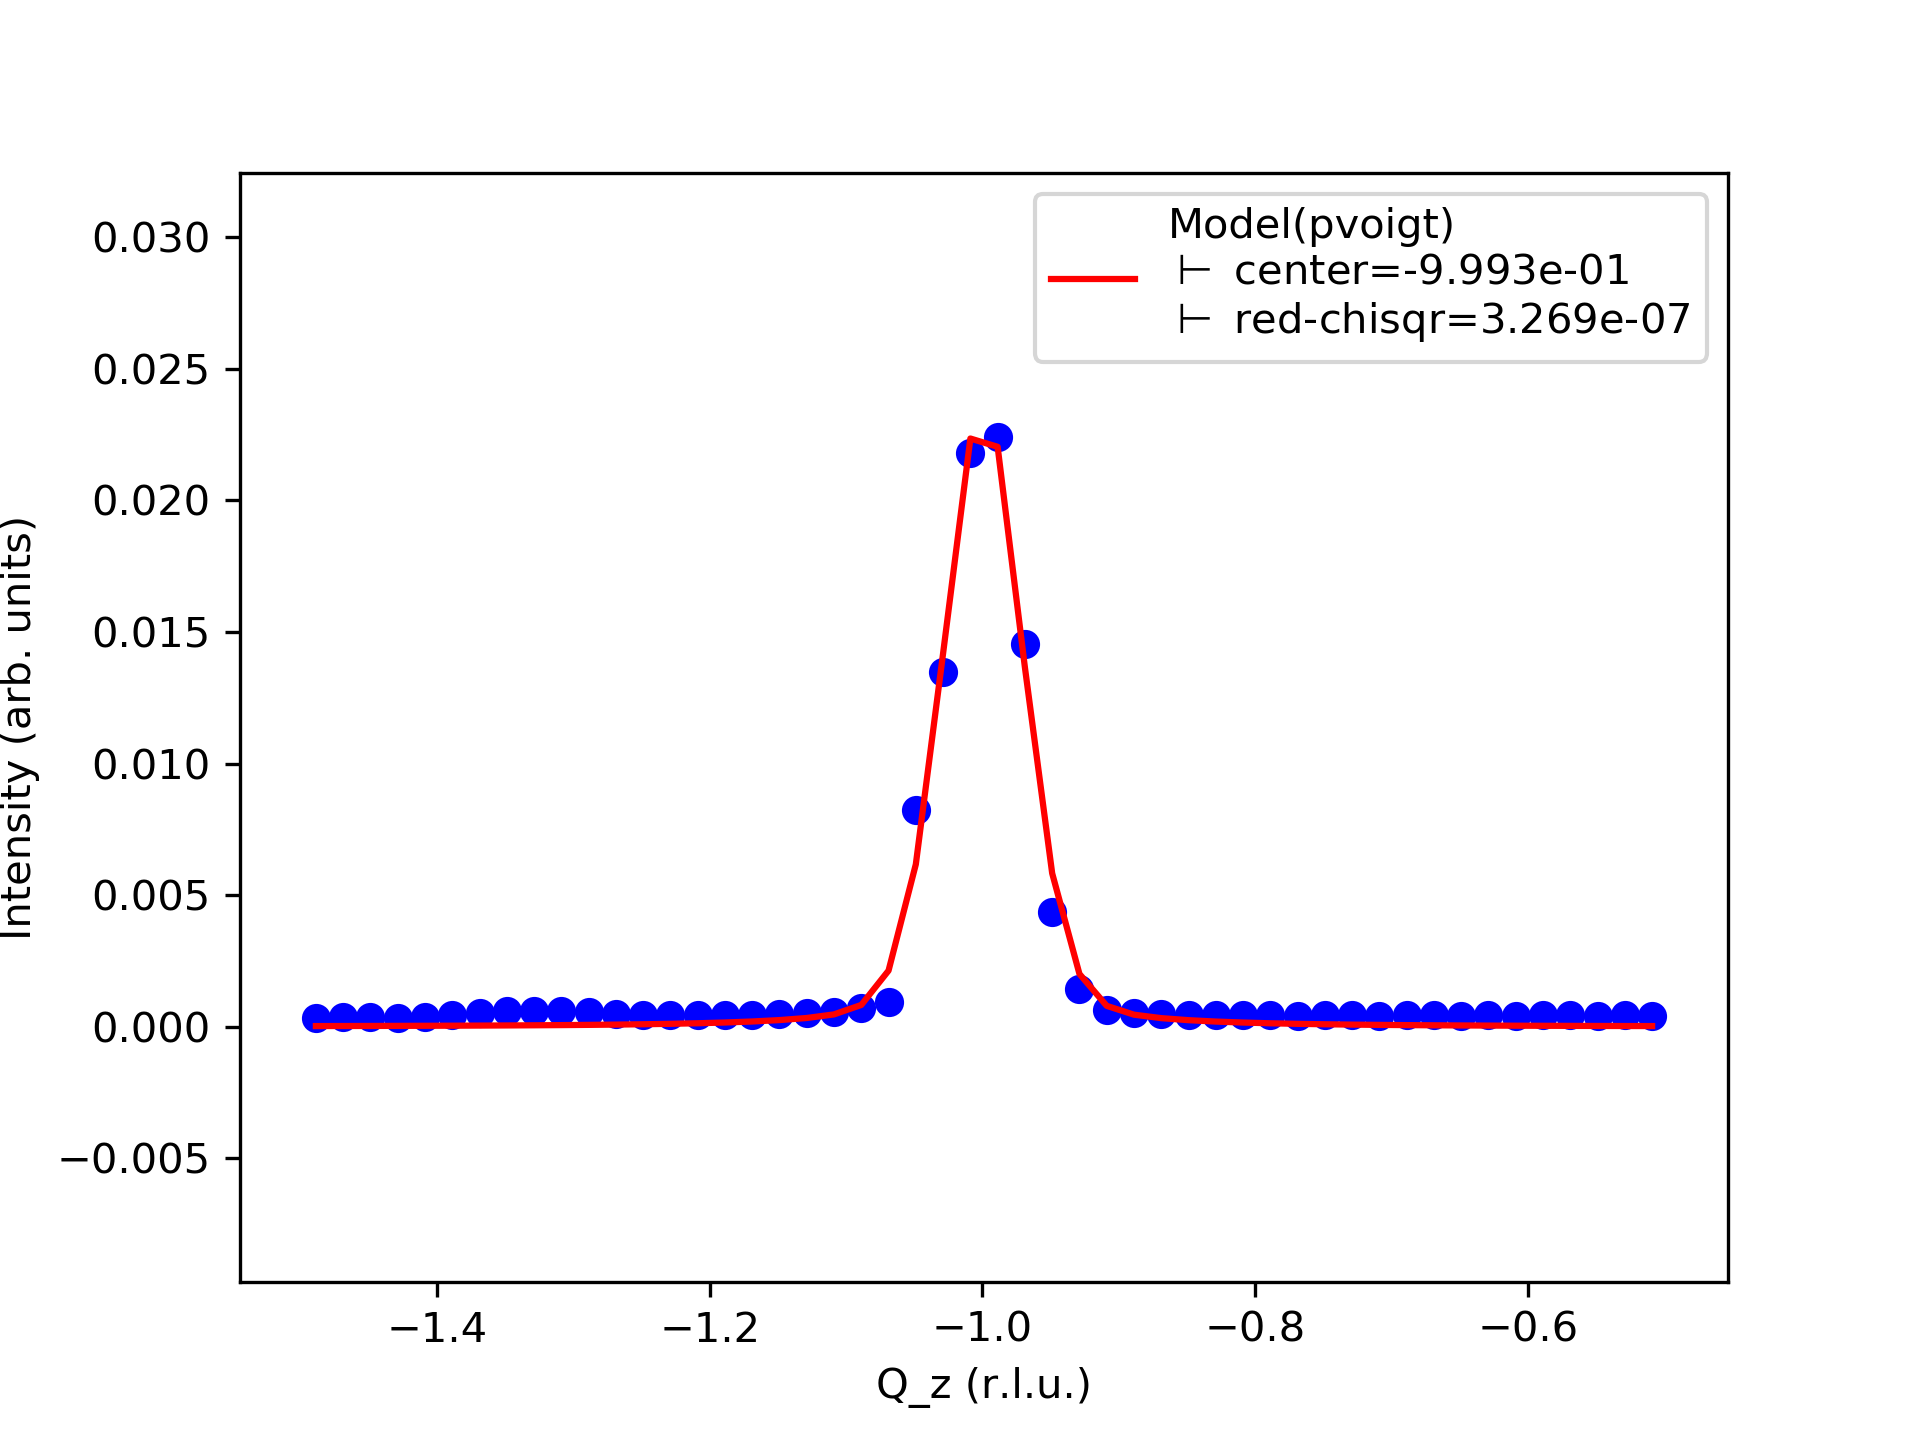 Model(pvoigt)
⊢ center=-9.993e-01
⊢ red-chisqr=3.269e-07
0.030
0.025
0.020
0.015
0.010
0.005
0.000
−0.005
Intensity (arb. units)
−1.4 −1.2 −1.0 −0.8 −0.6
Q_z (r.l.u.)